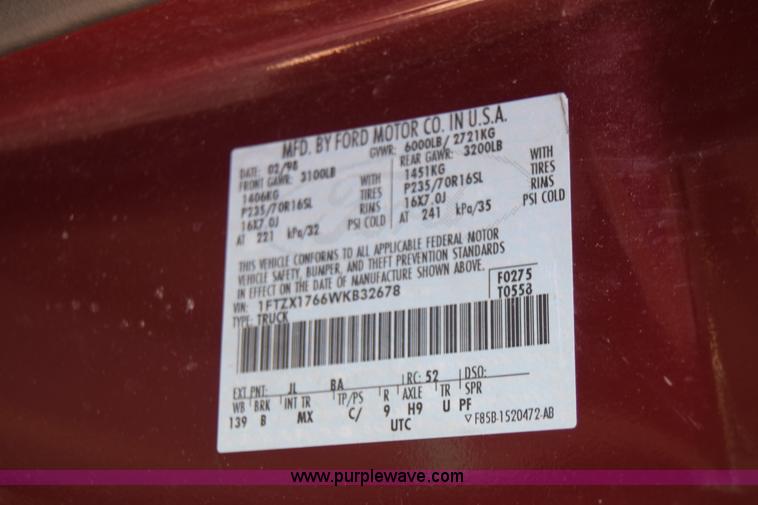 MFD. BY FORD MOTOR CO. IN U.S.A.
DATE: 02/98 GVWR: 6000LB/ 2721KG
FRONT GAWR: 3100LB REAR GAWR: 3200LB
1406KG WITH 1451KG WITH
P235/70R16SL TIRES P235/70R16SL TIRES
16X7.0J RIMS 16X7.0J RIMS
AT 221 kPa/32 PSI COLD AT 241 kPa/35 PSI COLD
THIS VEHICLE CONFORMS TO ALL APPLICABLE FEDERAL MOTOR
VEHICLE SAFETY, BUMPER, AND THEFT PREVENTION STANDARDS
IN EFFECT ON THE DATE OF MANUFACTURE SHOWN ABOVE.
VIN: 1FTZX1766WKB32678 F0275
TYPE: TRUCK T0553
EXT PNT: JL BA RC: 52 DSO:
WB BRK INT TR TP/PS R AXLE TR SPR
139 B MX C/ 9 H9 U PF
UTC F85B-1520472-AB
www.purplewave.com